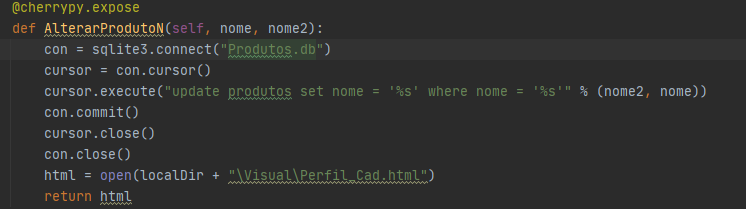 @cherrypy.expose
def AlterarProdutoN(self, nome, nome2):
con = sqlite3.connect("Produtos.db")
cursor = con.cursor()
cursor.execute("update produtos set nome = '%s' where nome = '%s'" % (nome2, nome))
con.commit()
cursor.close()
con.close()
html = open(localDir + "\Visual\Perfil_Cad.html")
return html